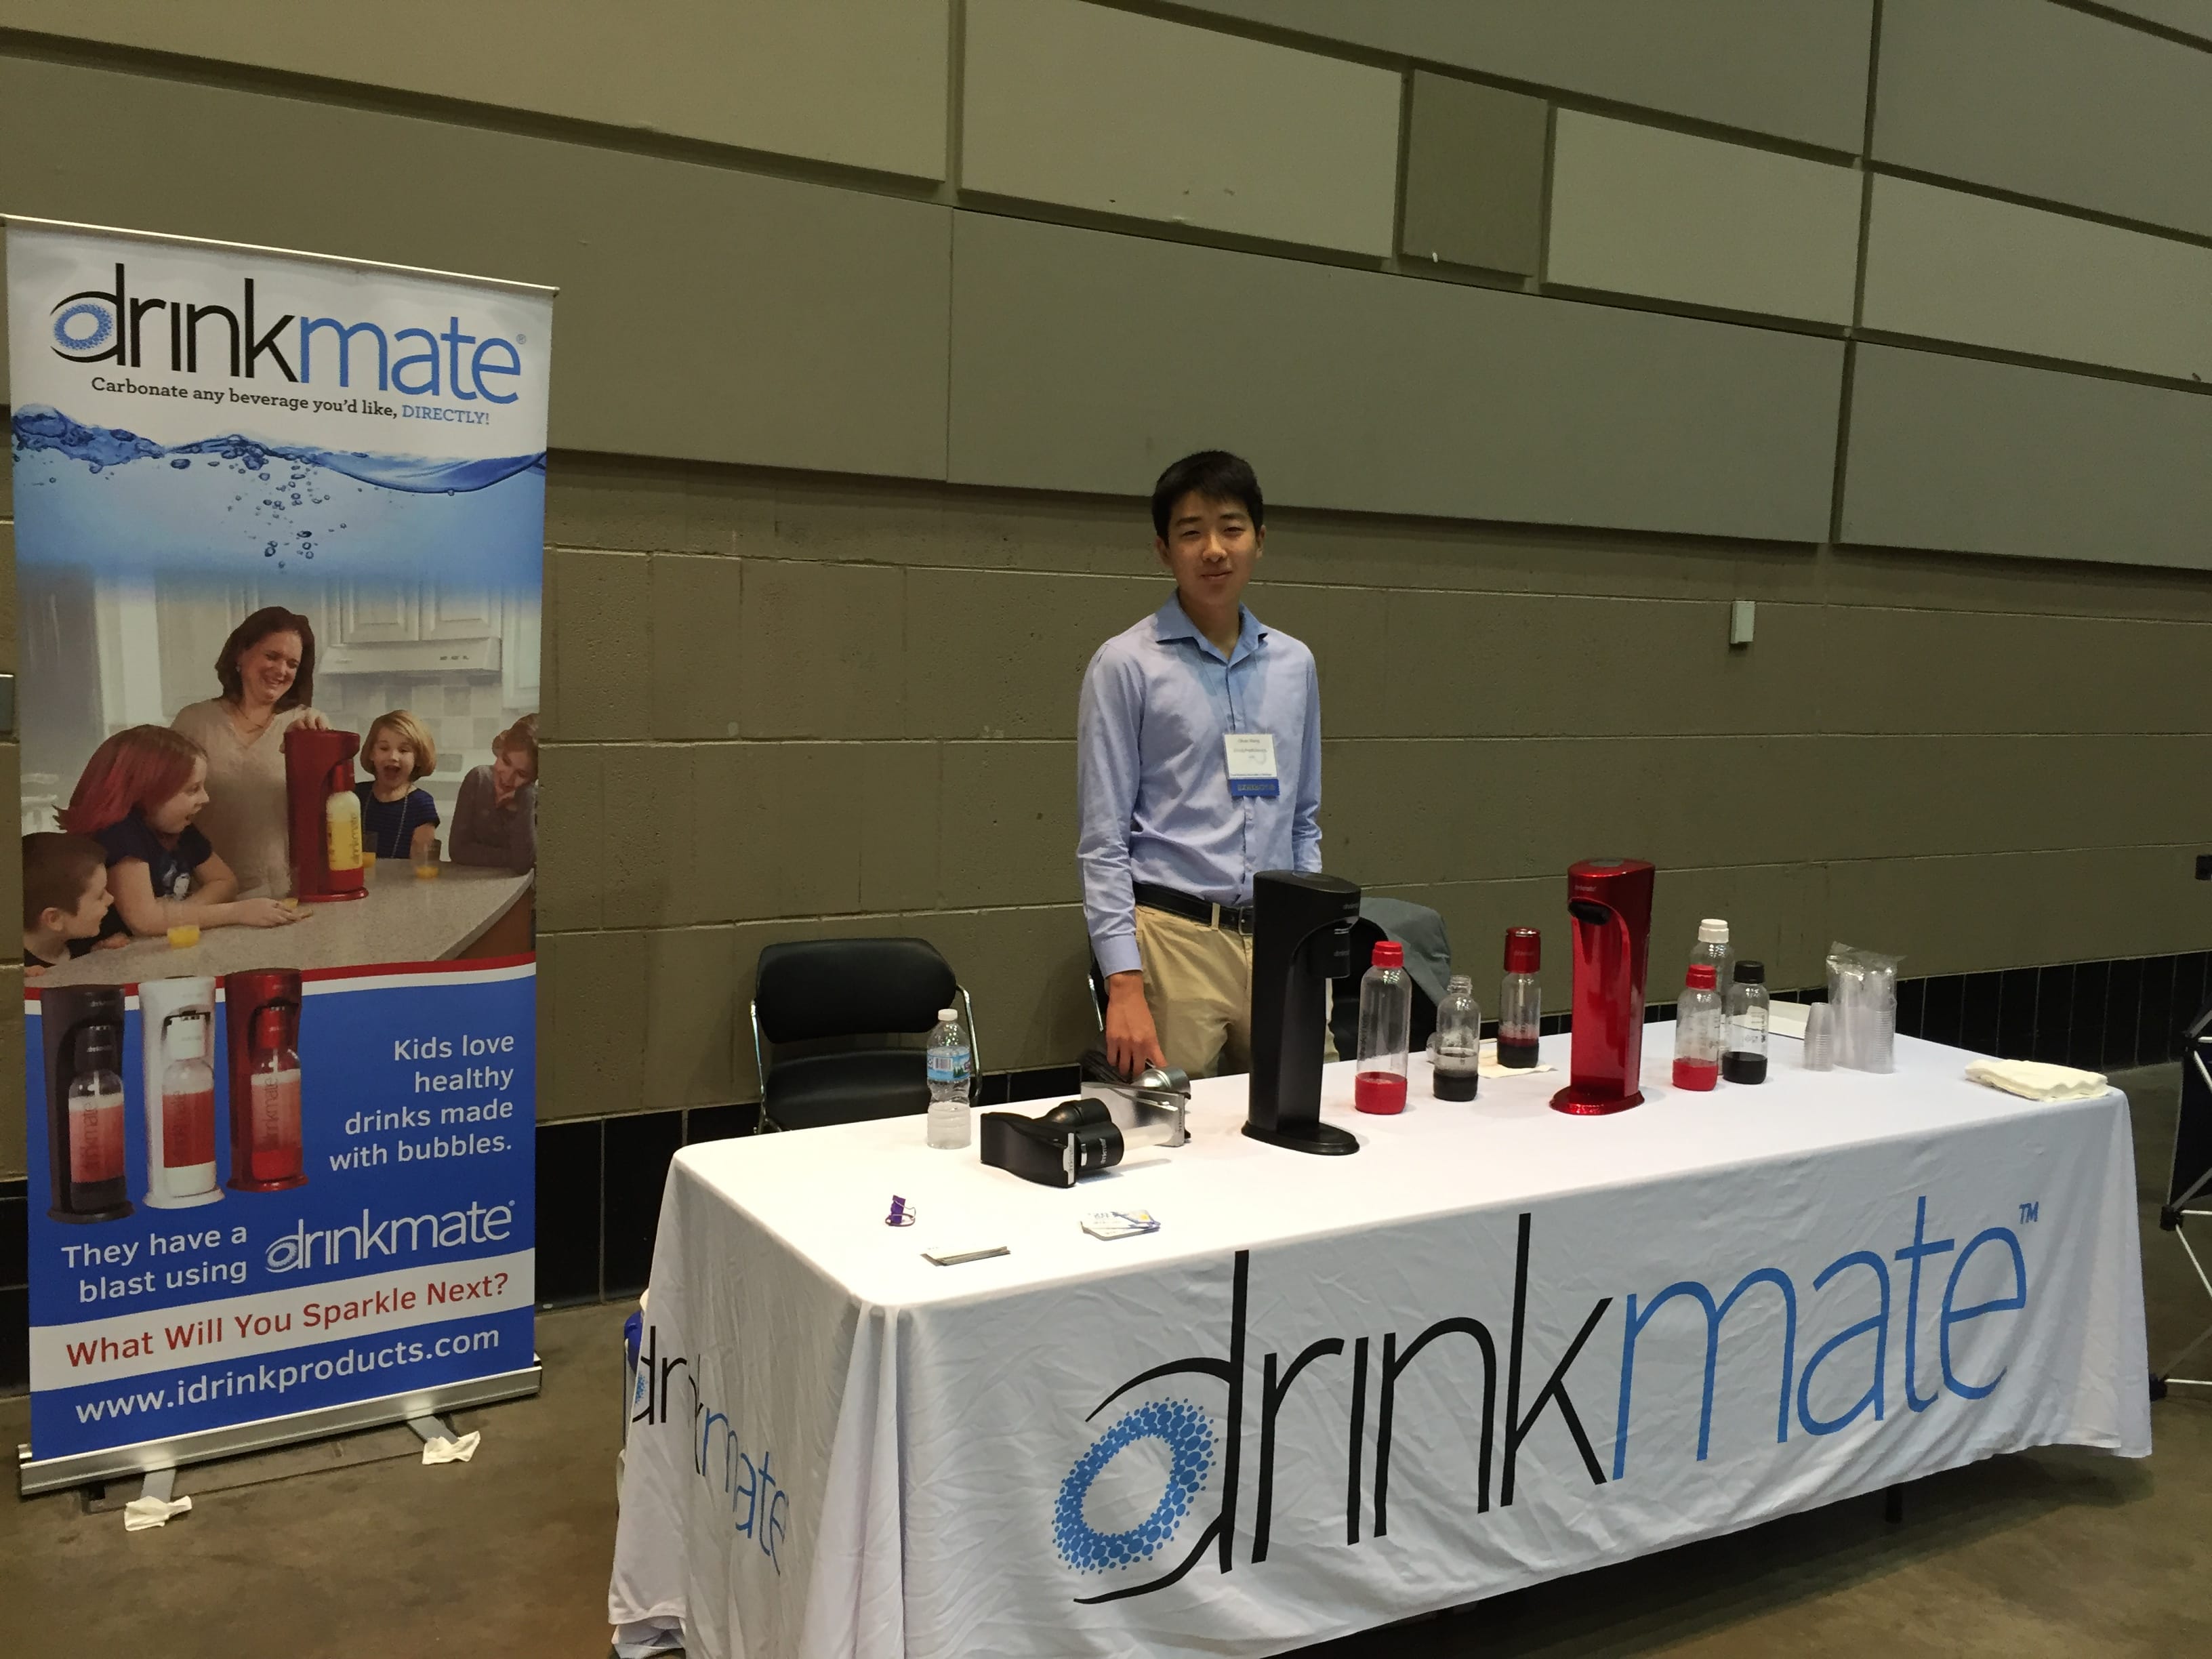 drinkmate®
Carbonate any beverage you'd like, DIRECTLY!
Kids love
healthy
drinks made
with bubbles.
They have a
blast using drinkmate®
What Will You Sparkle Next?
www.idrinkproducts.com
drinkmate
drinkmate™